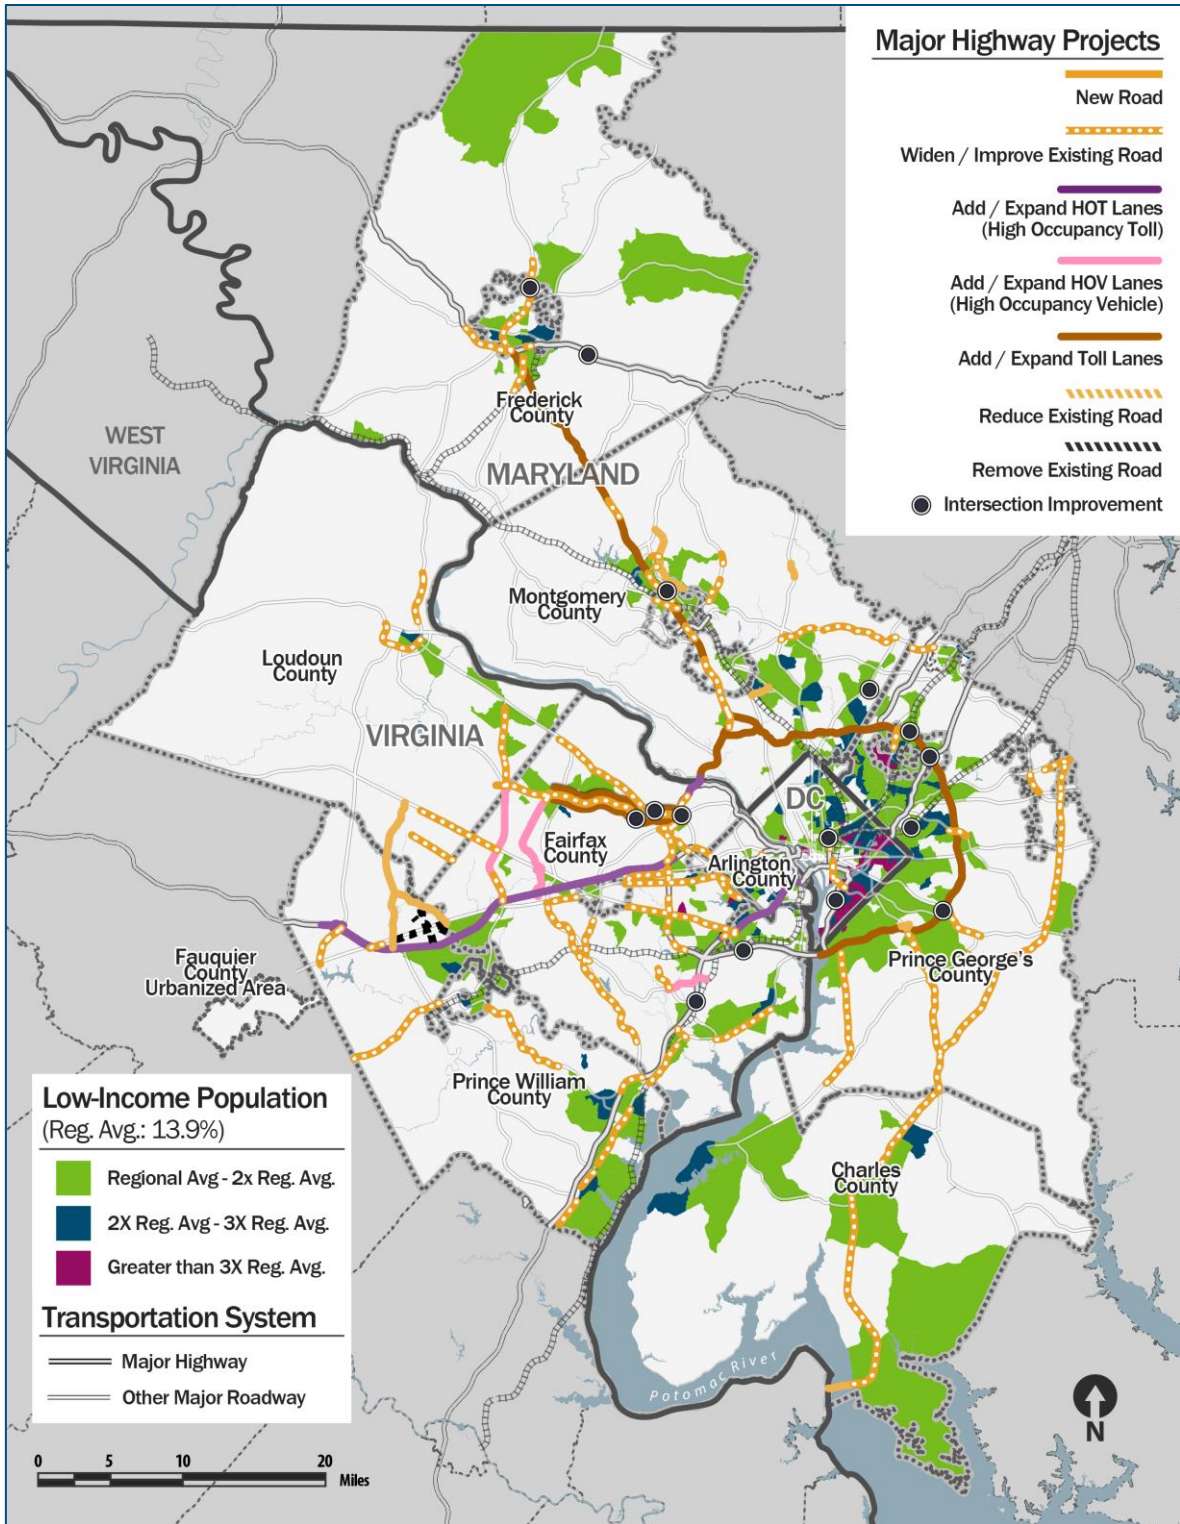 Major Highway Projects
New Road
Widen / Improve Existing Road
Add / Expand HOT Lanes
(High Occupancy Toll)
Add / Expand HOV Lanes
(High Occupancy Vehicle)
Add / Expand Toll Lanes
Reduce Existing Road
Remove Existing Road
Intersection Improvement
Frederick
County
WEST
VIRGINIA
MARYLAND
Montgomery
County
Loudoun
County
VIRGINIA
DC
Fairfax
County
Arlington
County
Fauquier
County
Urbanized Area
Prince George's
County
Prince William
County
Charles
County
Potomac River
Low-Income Population
(Reg. Avg.: 13.9%)
Regional Avg - 2x Reg. Avg.
2X Reg. Avg - 3X Reg. Avg.
Greater than 3X Reg. Avg.
Transportation System
Major Highway
Other Major Roadway
0 5 10 20
Miles
N